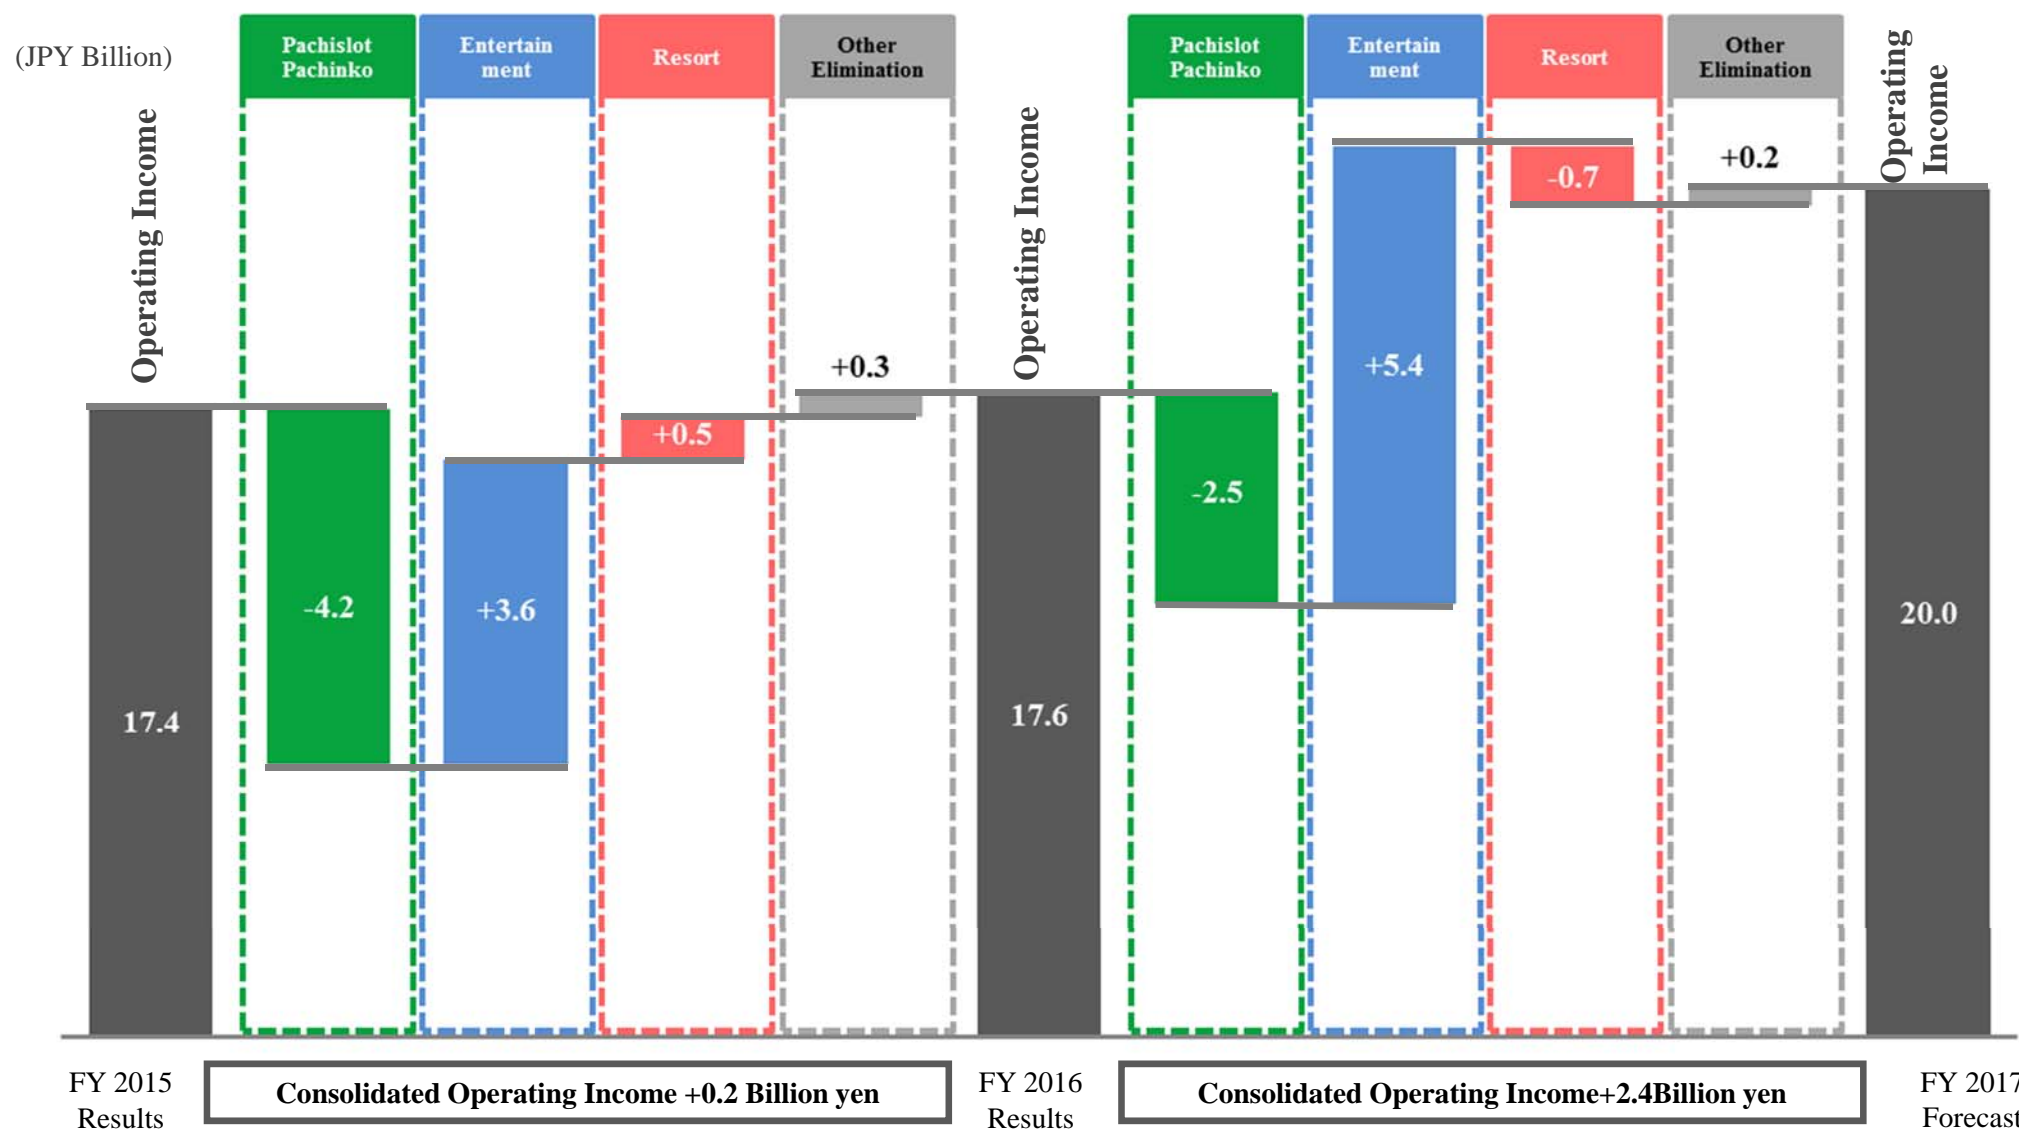 (JPY Billion)
Pachislot
Pachinko
Entertain
ment
Resort
Other
Elimination
Pachislot
Pachinko
Entertain
ment
Resort
Other
Elimination
Operating Income
Operating Income
Operating
Income
+0.2
-0.7
+5.4
+0.3
+0.5
-2.5
-4.2
+3.6
20.0
17.4
17.6
FY 2015
Results
Consolidated Operating Income +0.2 Billion yen
FY 2016
Results
Consolidated Operating Income+2.4Billion yen
FY 2017
Forecast